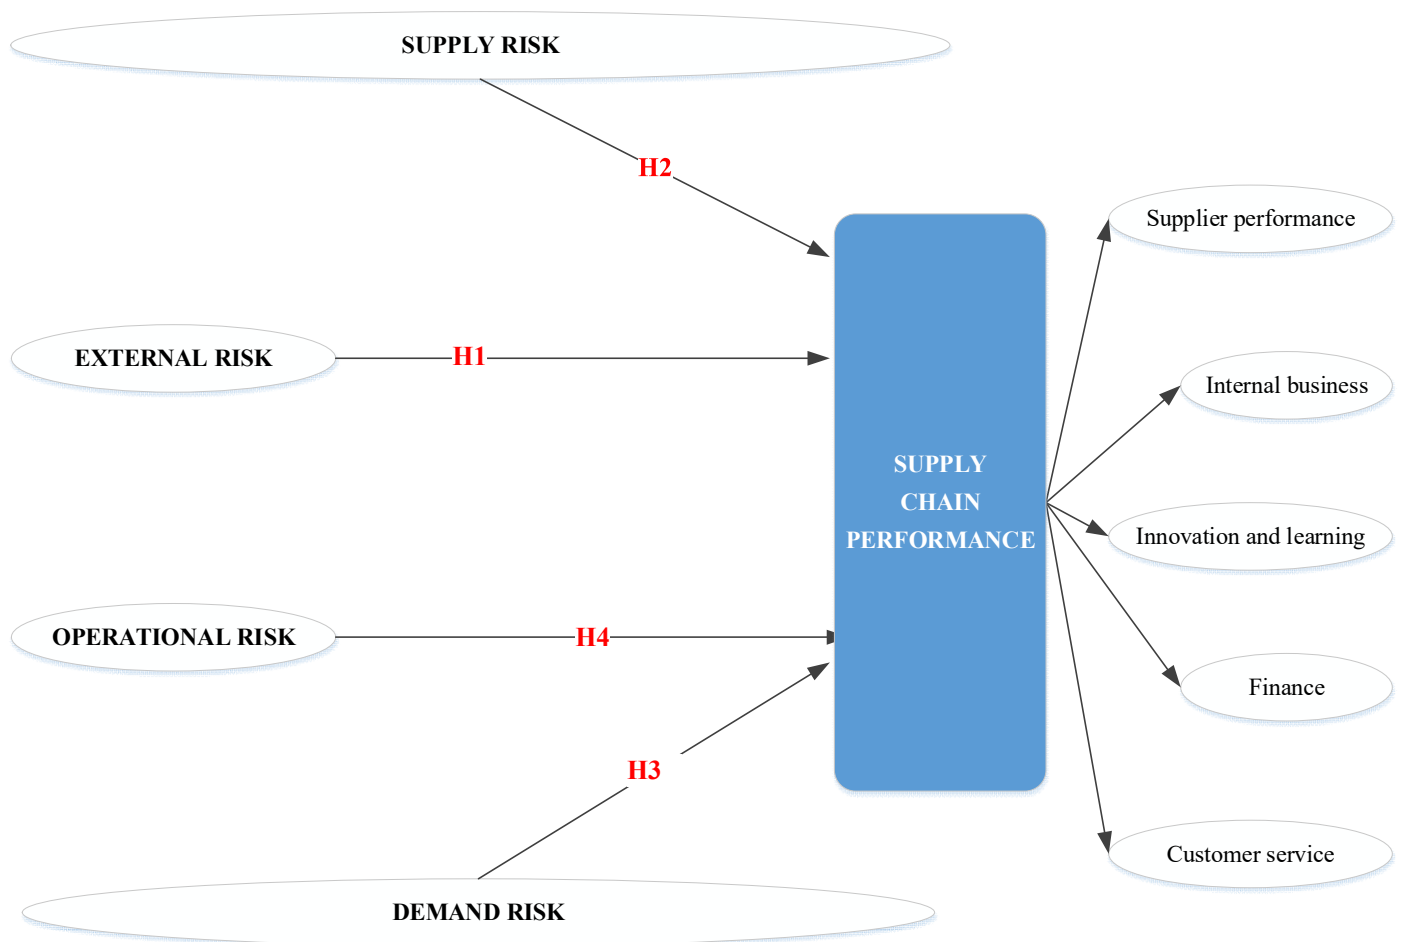 SUPPLY RISK
H2
Supplier performance
EXTERNAL RISK
H1
Internal business
SUPPLY
CHAIN
PERFORMANCE
Innovation and learning
OPERATIONAL RISK
H4
Finance
H3
Customer service
DEMAND RISK